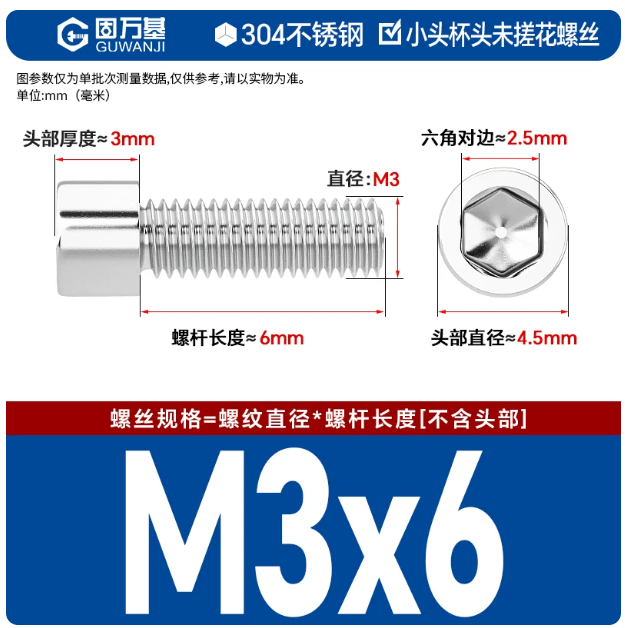 固万基
GUWANJI
304不锈钢
小头杯头未搓花螺丝
图参数仅为单批次测量数据,仅供参考,请以实物为准。
单位:mm（毫米）
头部厚度≈3mm
六角对边≈2.5mm
直径:M3
螺杆长度≈6mm
头部直径≈4.5mm
螺丝规格=螺纹直径*螺杆长度[不含头部]
M3x6